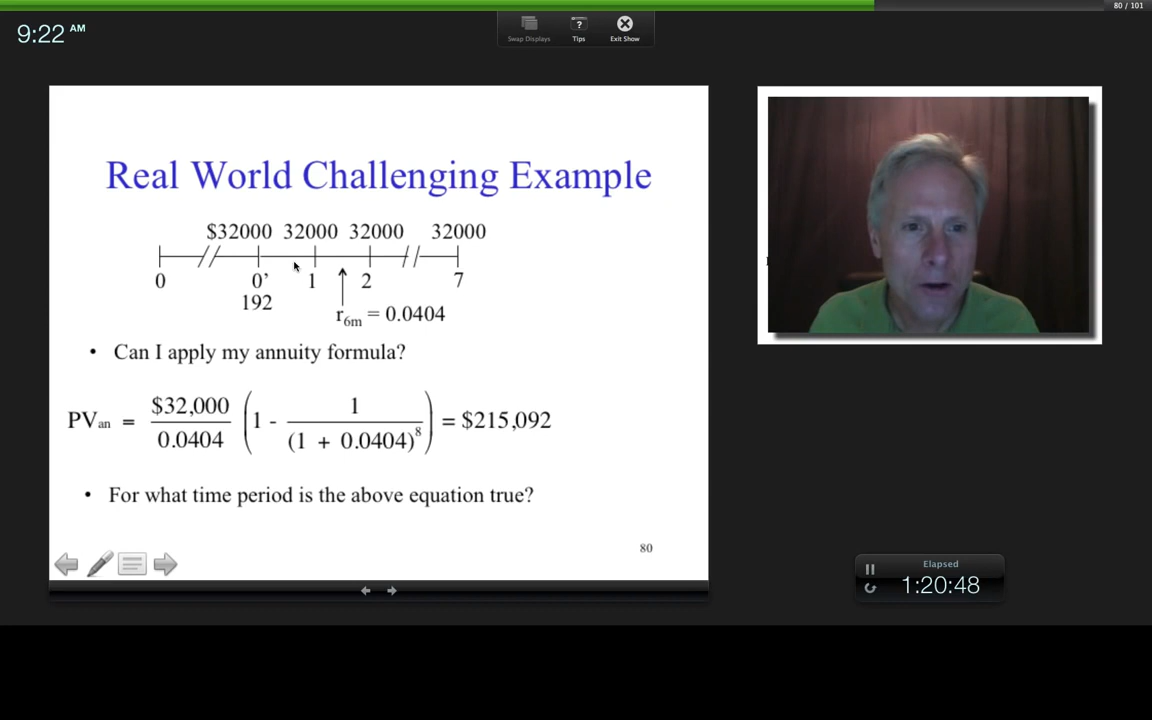 80 / 101
9:22 AM
Swap Displays
Tips
Exit Show
Real World Challenging Example
$32000 32000 32000 32000
0 0’ 1 2 7
192
r6m = 0.0404
• Can I apply my annuity formula?
PVan = $32,000 / 0.0404 (1 - 1 / (1 + 0.0404)^8) = $215,092
• For what time period is the above equation true?
80
Elapsed
1:20:48